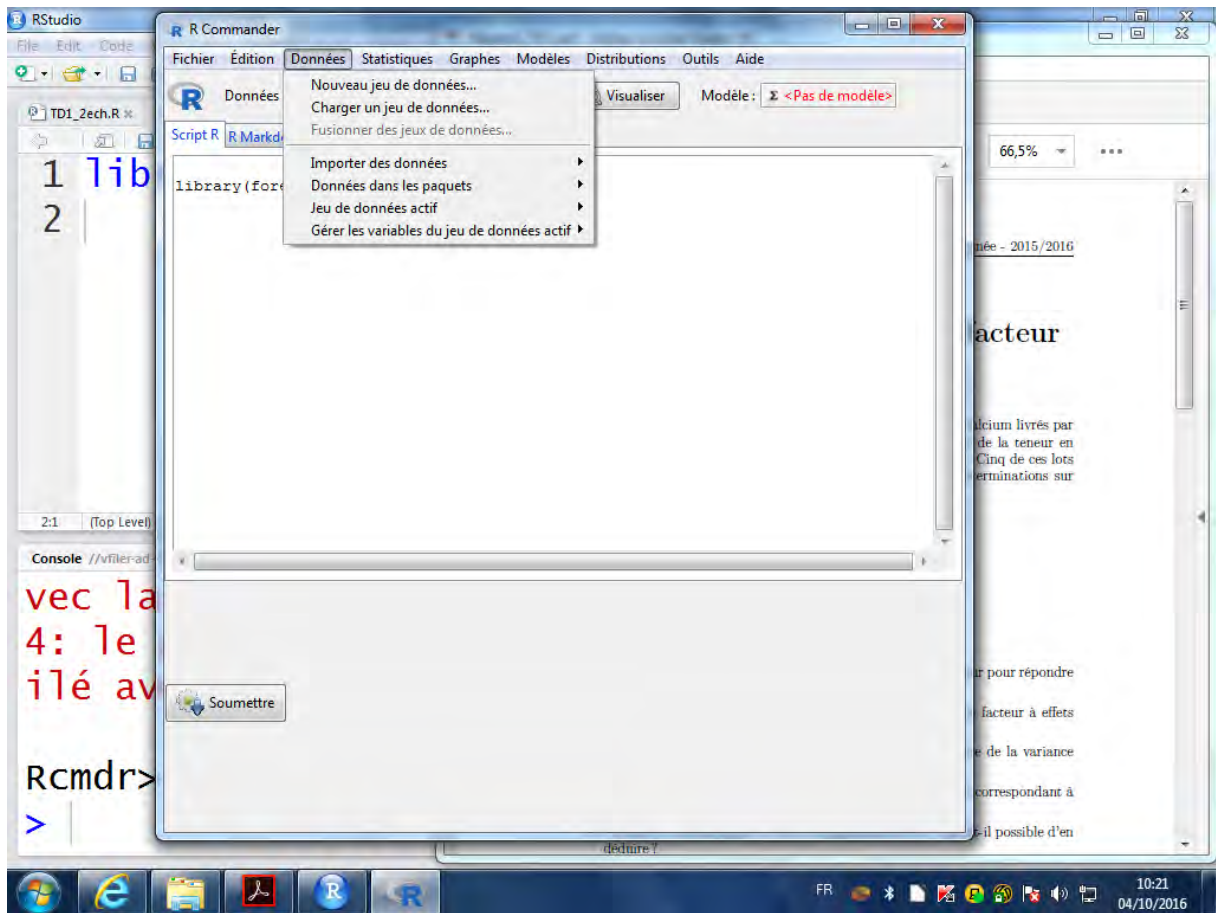 RStudio
R Commander
File Edit Code
Fichier Édition Données Statistiques Graphes Modèles Distributions Outils Aide
Données
Visualiser
Modèle : Σ <Pas de modèle>
Nouveau jeu de données...
Charger un jeu de données...
Fusionner des jeux de données...
Importer des données
Données dans les paquets
Jeu de données actif
Gérer les variables du jeu de données actif
TD1_2ech.R
Script R
R Markd
1 lib
2
library(fore
66,5%
née - 2015/2016
acteur
lcium livrés par
de la teneur en
Cinq de ces lots
erminations sur
2:1 (Top Level)
Console //vfiler-ad-
vec la
4: le
ilé av
Rcmdr>
>
Soumettre
ur pour répondre
facteur à effets
e de la variance
correspondant à
t-il possible d'en
déduire ?
FR
10:21
04/10/2016